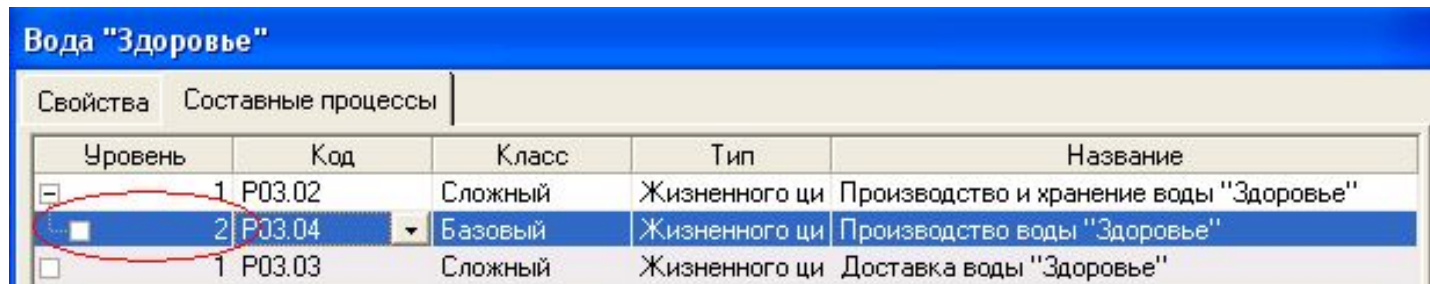 Вода "Здоровье"
Свойства Составные процессы
Уровень Код Класс Тип Название
1 P03.02 Сложный Жизненного ци Производство и хранение воды "Здоровье"
2 P03.04 Базовый Жизненного ци Производство воды "Здоровье"
1 P03.03 Сложный Жизненного ци Доставка воды "Здоровье"